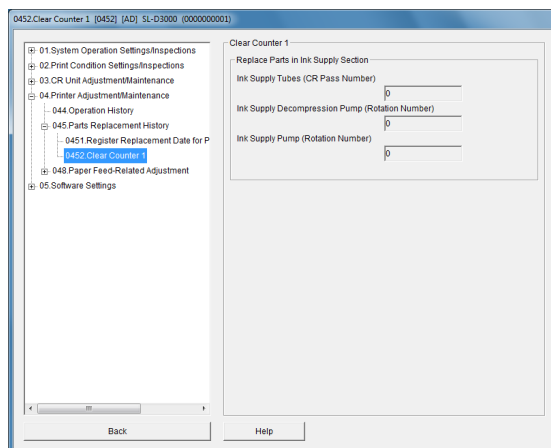 0452.Clear Counter 1 [0452] [AD] SL-D3000 (0000000001)
01.System Operation Settings/Inspections
02.Print Condition Settings/Inspections
03.CR Unit Adjustment/Maintenance
04.Printer Adjustment/Maintenance
044.Operation History
045.Parts Replacement History
0451.Register Replacement Date for P
0452.Clear Counter 1
048.Paper Feed-Related Adjustment
05.Software Settings
Clear Counter 1
Replace Parts in Ink Supply Section
Ink Supply Tubes (CR Pass Number)
0
Ink Supply Decompression Pump (Rotation Number)
0
Ink Supply Pump (Rotation Number)
0
Back
Help